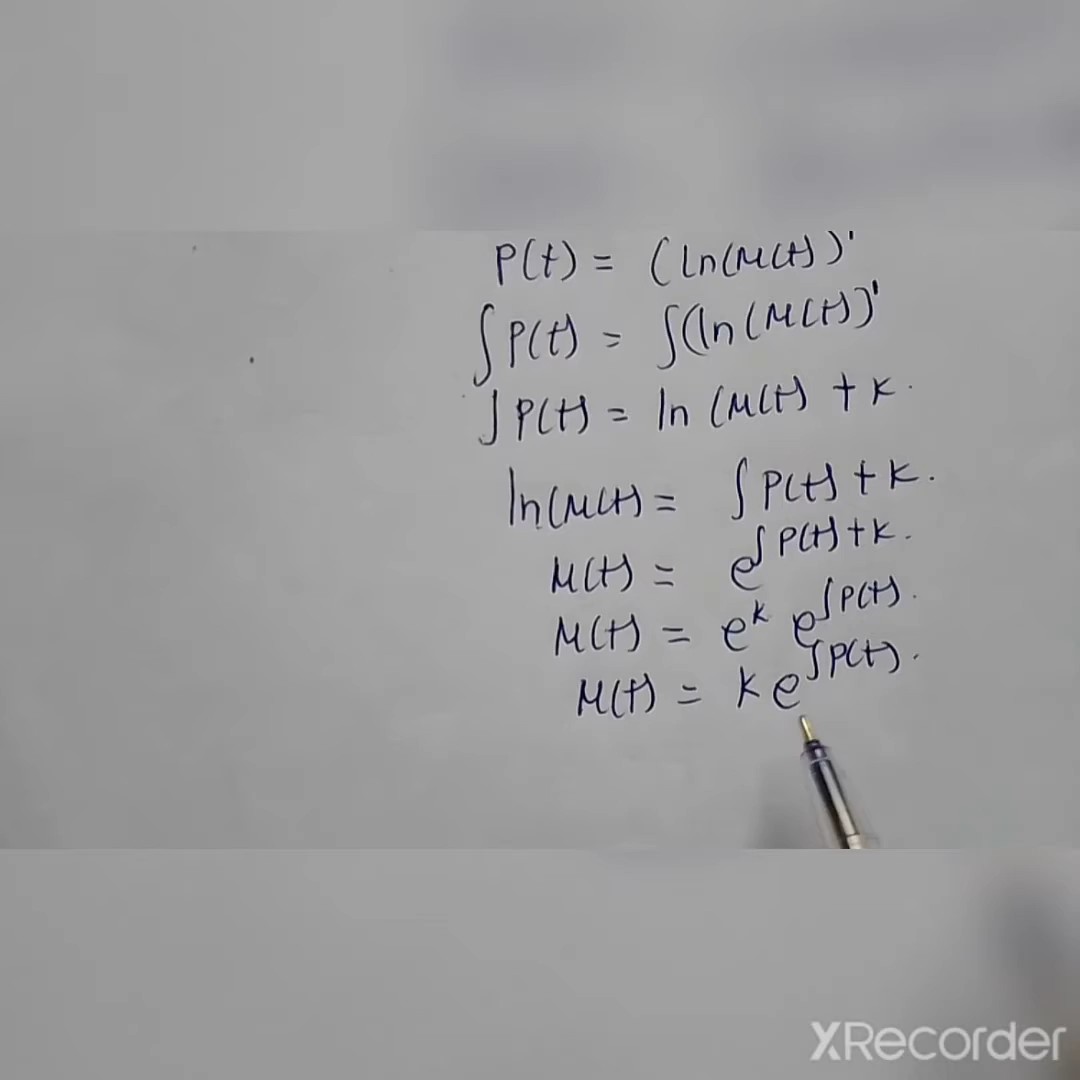 P(t) = (ln(μ(t))'
∫P(t) = ∫(ln(μ(t))'
∫P(t) = ln (μ(t) + k.
ln(μ(t) = ∫P(t) + k.
μ(t) = e^∫P(t)+k.
μ(t) = e^k e^∫P(t).
μ(t) = k e^∫P(t).
XRecorder